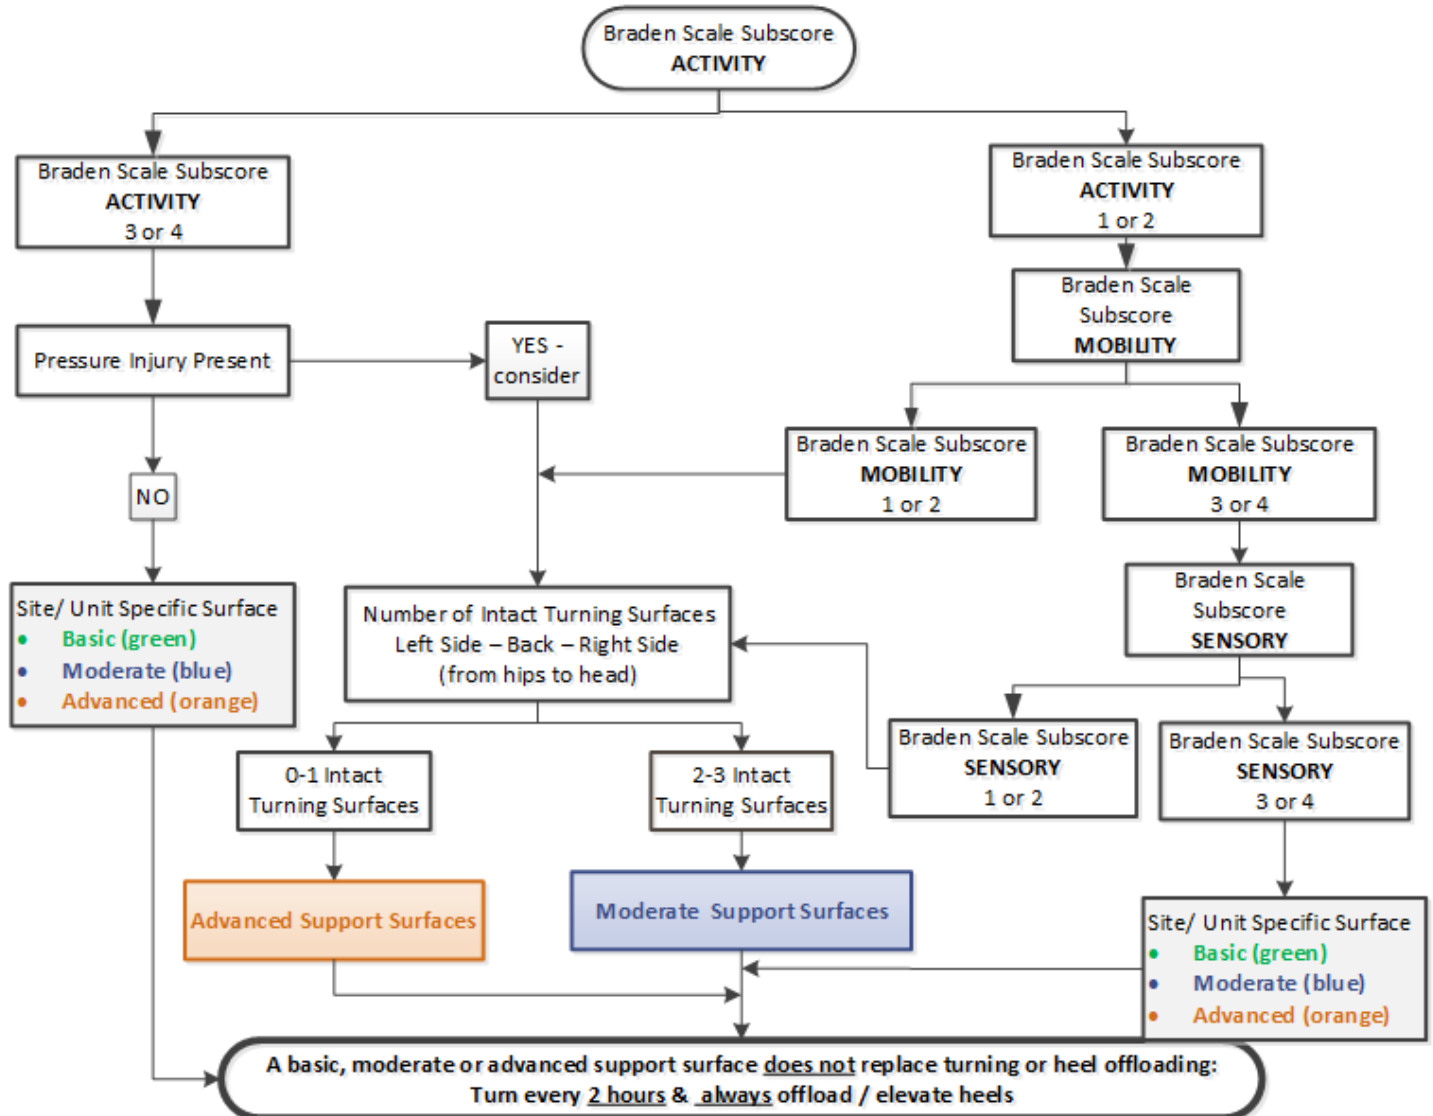 Braden Scale Subscore
ACTIVITY
Braden Scale Subscore
ACTIVITY
3 or 4
Braden Scale Subscore
ACTIVITY
1 or 2
Braden Scale
Subscore
MOBILITY
Pressure Injury Present
YES -
consider
Braden Scale Subscore
MOBILITY
1 or 2
Braden Scale Subscore
MOBILITY
3 or 4
NO
Site/ Unit Specific Surface
• Basic (green)
• Moderate (blue)
• Advanced (orange)
Number of Intact Turning Surfaces
Left Side – Back – Right Side
(from hips to head)
Braden Scale
Subscore
SENSORY
0-1 Intact
Turning Surfaces
2-3 Intact
Turning Surfaces
Braden Scale Subscore
SENSORY
1 or 2
Braden Scale Subscore
SENSORY
3 or 4
Advanced Support Surfaces
Moderate Support Surfaces
Site/ Unit Specific Surface
• Basic (green)
• Moderate (blue)
• Advanced (orange)
A basic, moderate or advanced support surface does not replace turning or heel offloading:
Turn every 2 hours & always offload / elevate heels